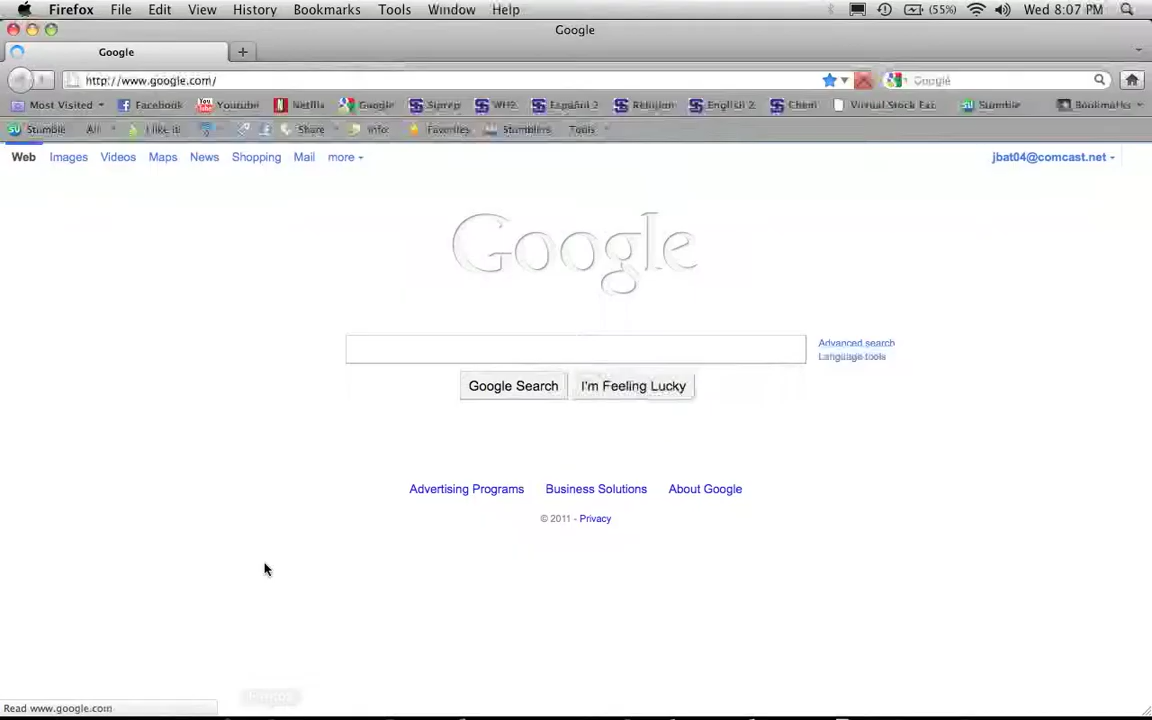 Firefox File Edit View History Bookmarks Tools Window Help (55%) Wed 8:07 PM
Google
Google +
http://www.google.com/ Google
Most Visited Facebook Youtube Netflix Google Siprep WH2 Español 2 Religion English 2 Chem Virtual Stock Exc Stumble Bookmarks
Stumble All I like it! Share Info Favorites Stumblers Tools
Web Images Videos Maps News Shopping Mail more jbat04@comcast.net
Google
Advanced search
Language tools
Google Search I'm Feeling Lucky
Advertising Programs Business Solutions About Google
© 2011 - Privacy
Read www.google.com